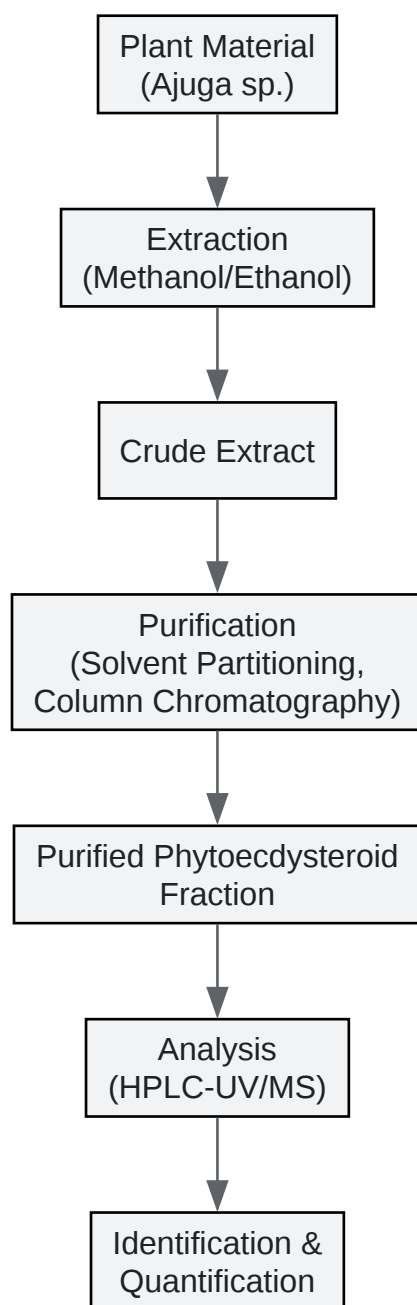 Plant Material
(Ajuga sp.)
Extraction
(Methanol/Ethanol)
Crude Extract
Purification
(Solvent Partitioning,
Column Chromatography)
Purified Phytoecdysteroid
Fraction
Analysis
(HPLC-UV/MS)
Identification &
Quantification